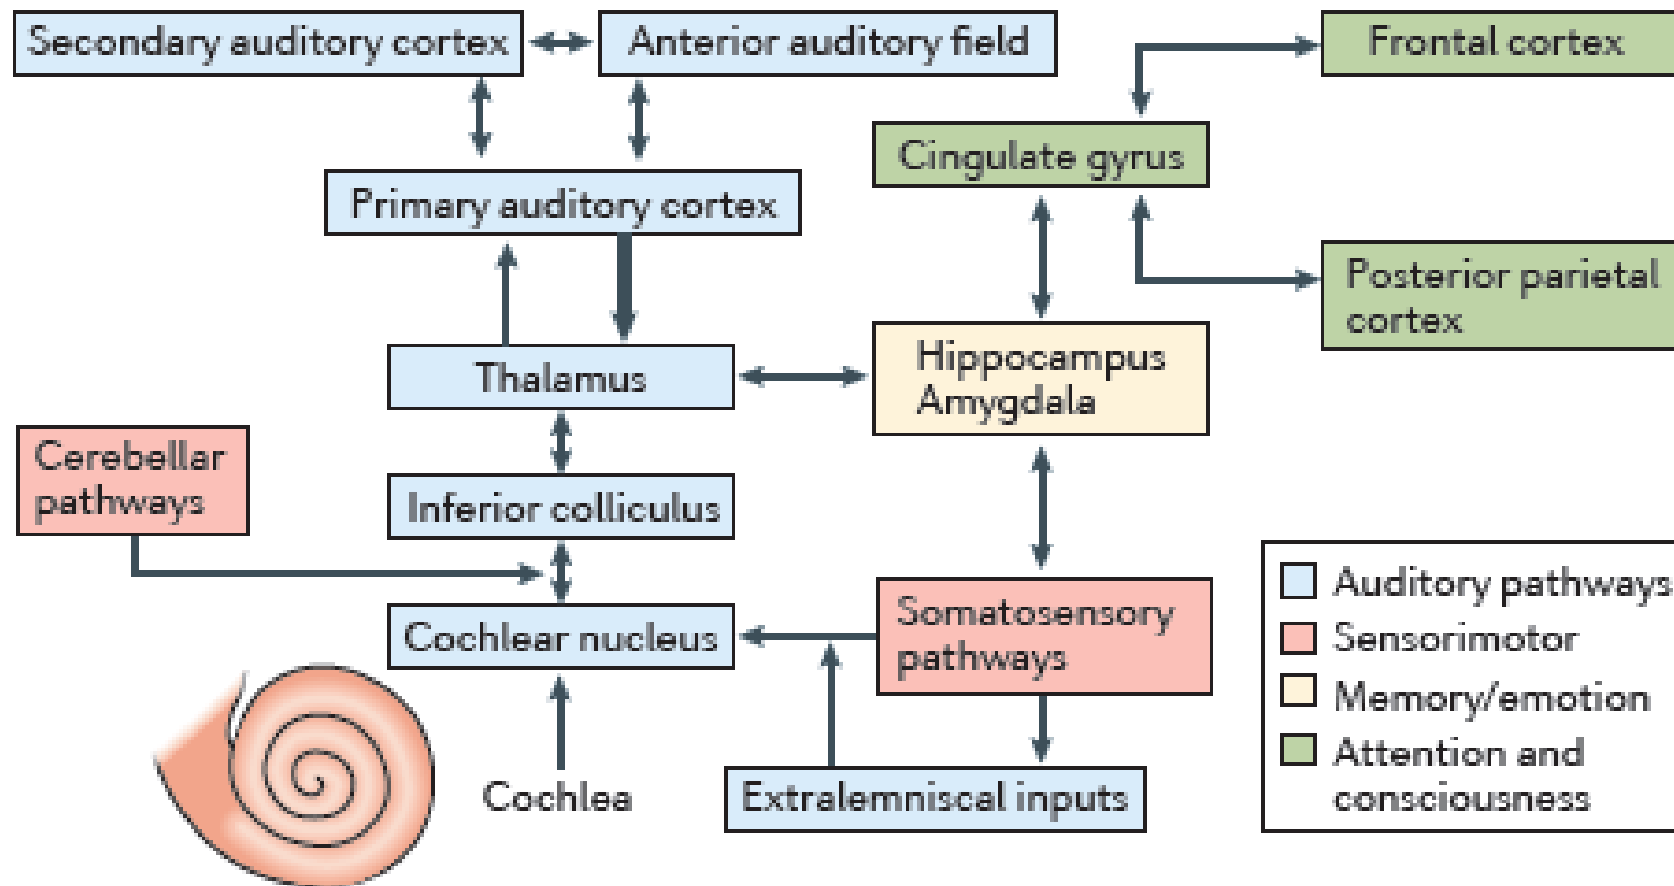 Secondary auditory cortex
Anterior auditory field
Frontal cortex
Cingulate gyrus
Primary auditory cortex
Posterior parietal
cortex
Thalamus
Hippocampus
Amygdala
Cerebellar
pathways
Inferior colliculus
Cochlear nucleus
Somatosensory
pathways
Cochlea
Extralemniscal inputs
Auditory pathways
Sensorimotor
Memory/emotion
Attention and
consciousness